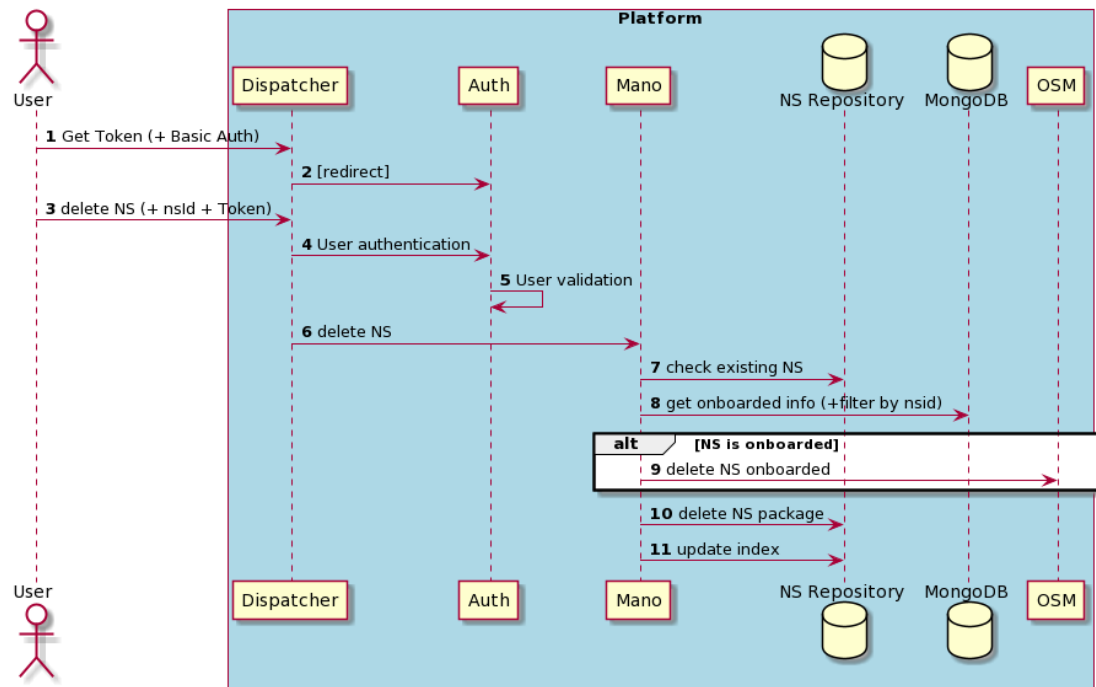 Platform
User
Dispatcher
Auth
Mano
NS Repository
MongoDB
OSM
1 Get Token (+ Basic Auth)
2 [redirect]
3 delete NS (+ nsId + Token)
4 User authentication
5 User validation
6 delete NS
7 check existing NS
8 get onboarded info (+filter by nsid)
alt [NS is onboarded]
9 delete NS onboarded
10 delete NS package
11 update index
User
Dispatcher
Auth
Mano
NS Repository
MongoDB
OSM